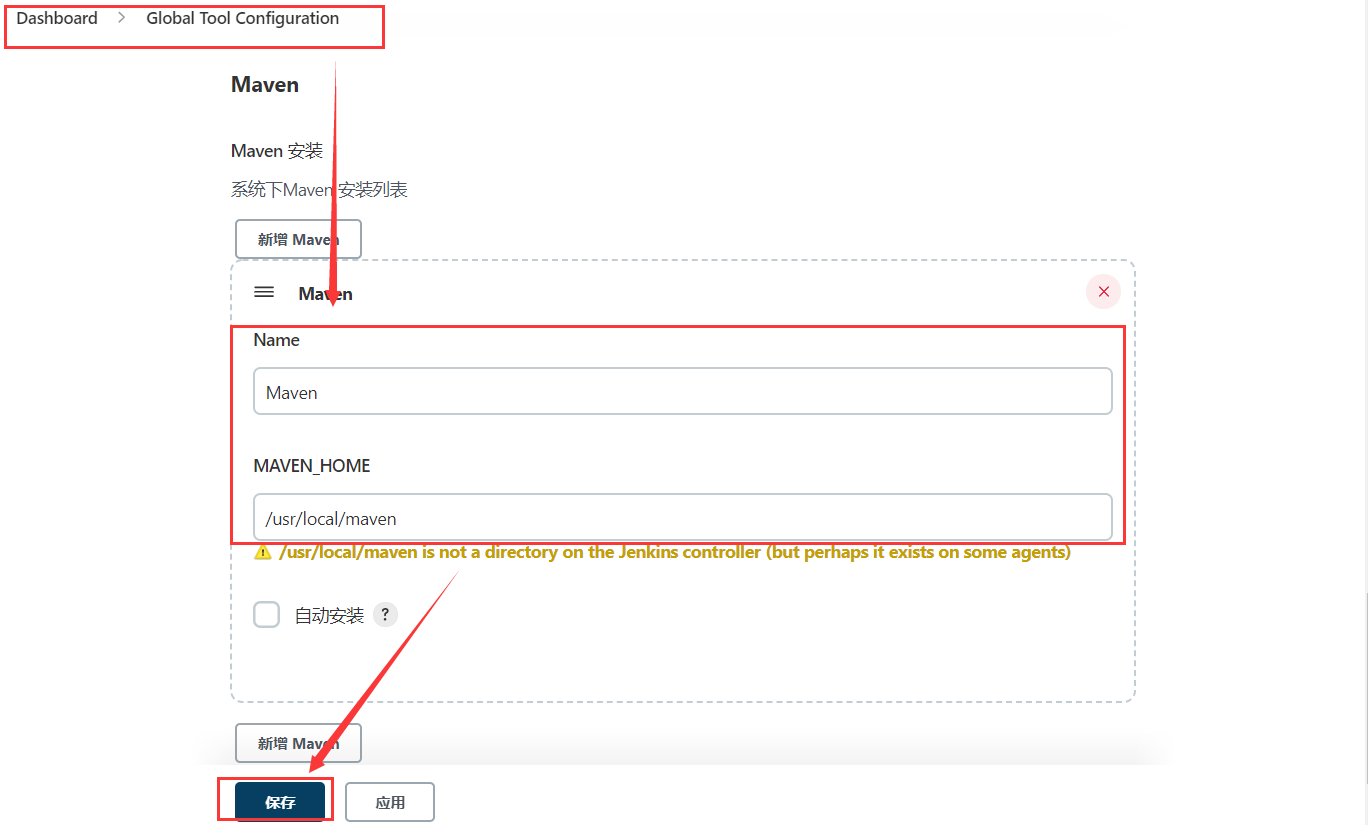 Dashboard > Global Tool Configuration
Maven
Maven 安装
系统下Maven 安装列表
新增 Maven
Maven
Name
Maven
MAVEN_HOME
/usr/local/maven
/usr/local/maven is not a directory on the Jenkins controller (but perhaps it exists on some agents)
自动安装 ?
新增 Maven
保存 应用